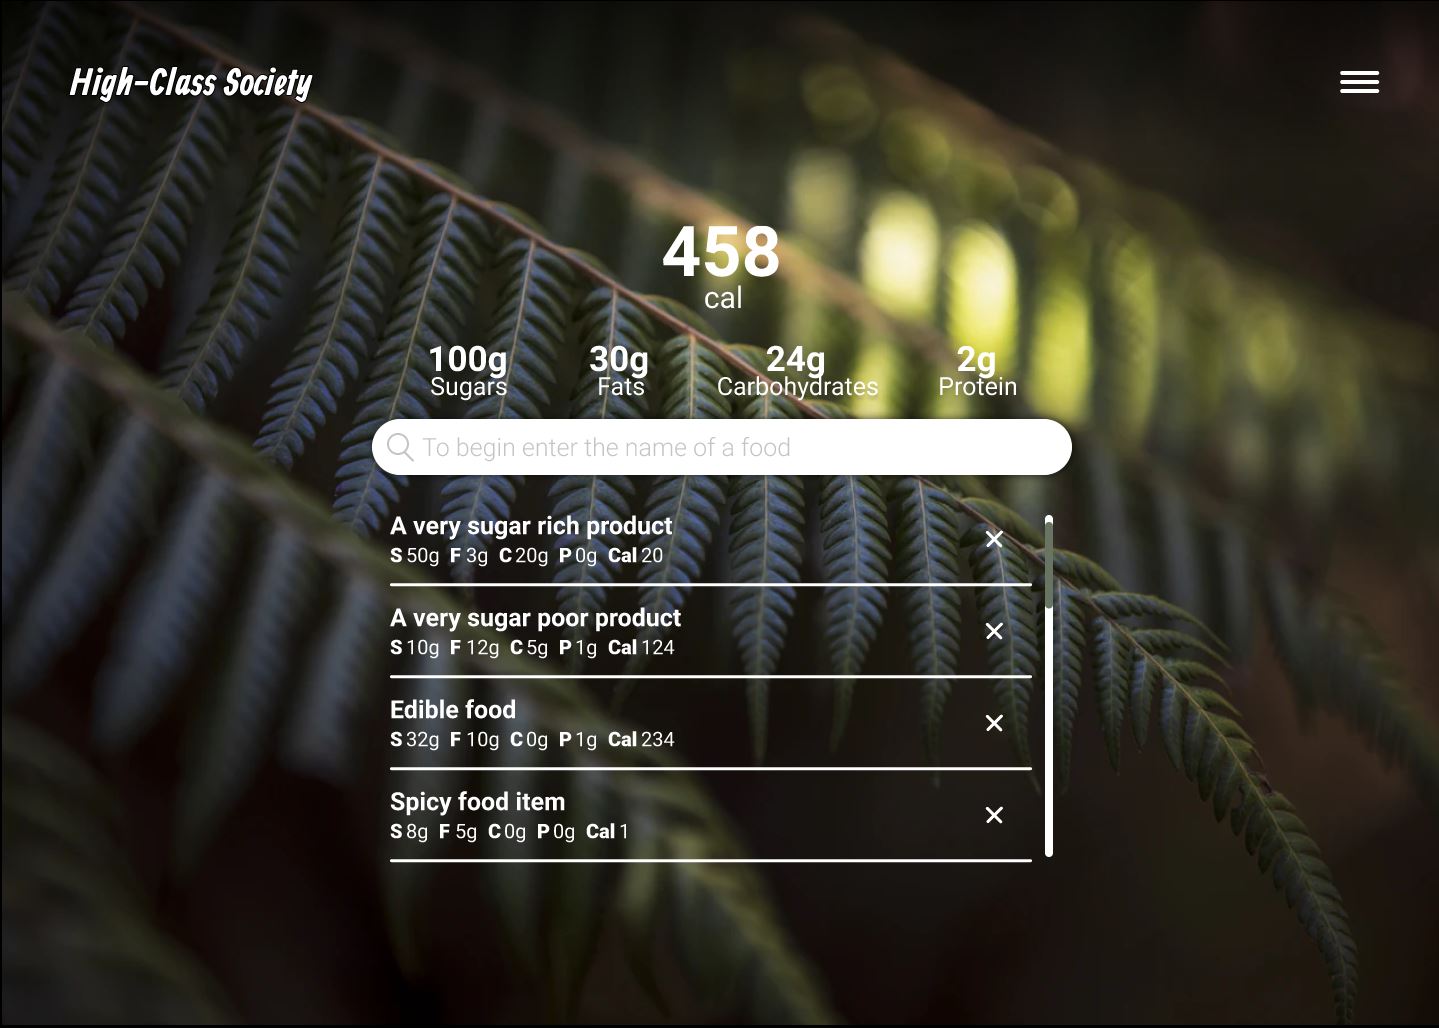 High-Class Society
458
cal
100g 30g 24g 2g
Sugars Fats Carbohydrates Protein
To begin enter the name of a food
A very sugar rich product
S 50g F 3g C 20g P 0g Cal 20
A very sugar poor product
S 10g F 12g C 5g P 1g Cal 124
Edible food
S 32g F 10g C 0g P 1g Cal 234
Spicy food item
S 8g F 5g C 0g P 0g Cal 1